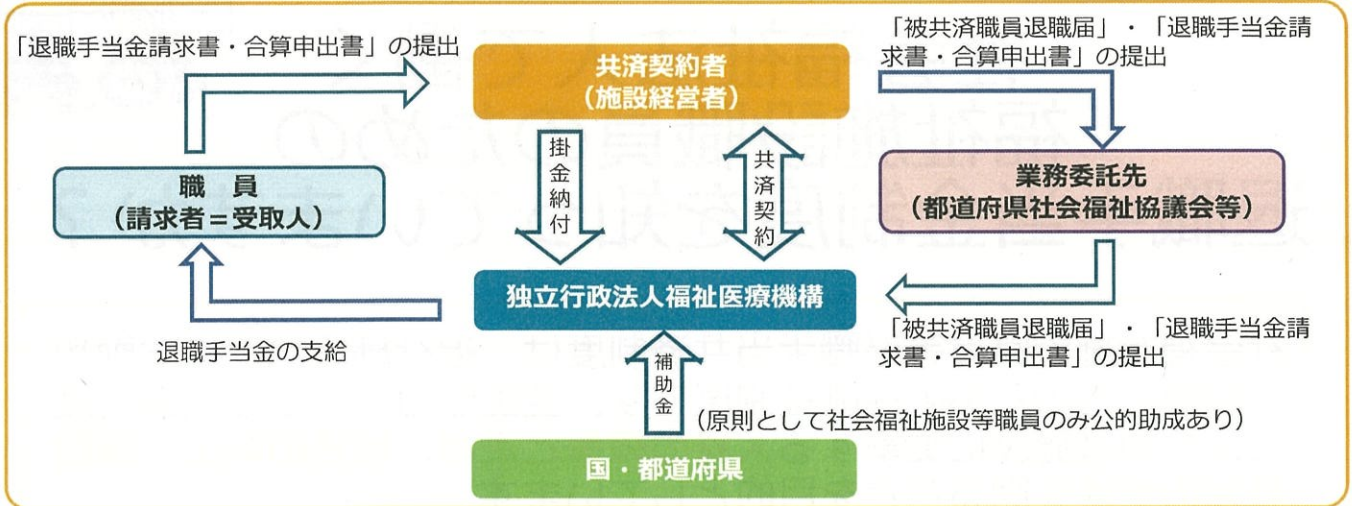 「退職手当金請求書・合算申出書」の提出
共済契約者
（施設経営者）
「被共済職員退職届」・「退職手当金請
求書・合算申出書」の提出
職　員
（請求者＝受取人）
掛金納付
共済契約
業務委託先
（都道府県社会福祉協議会等）
独立行政法人福祉医療機構
退職手当金の支給
「被共済職員退職届」・「退職手当金請
求書・合算申出書」の提出
補助金
（原則として社会福祉施設等職員のみ公的助成あり）
国・都道府県